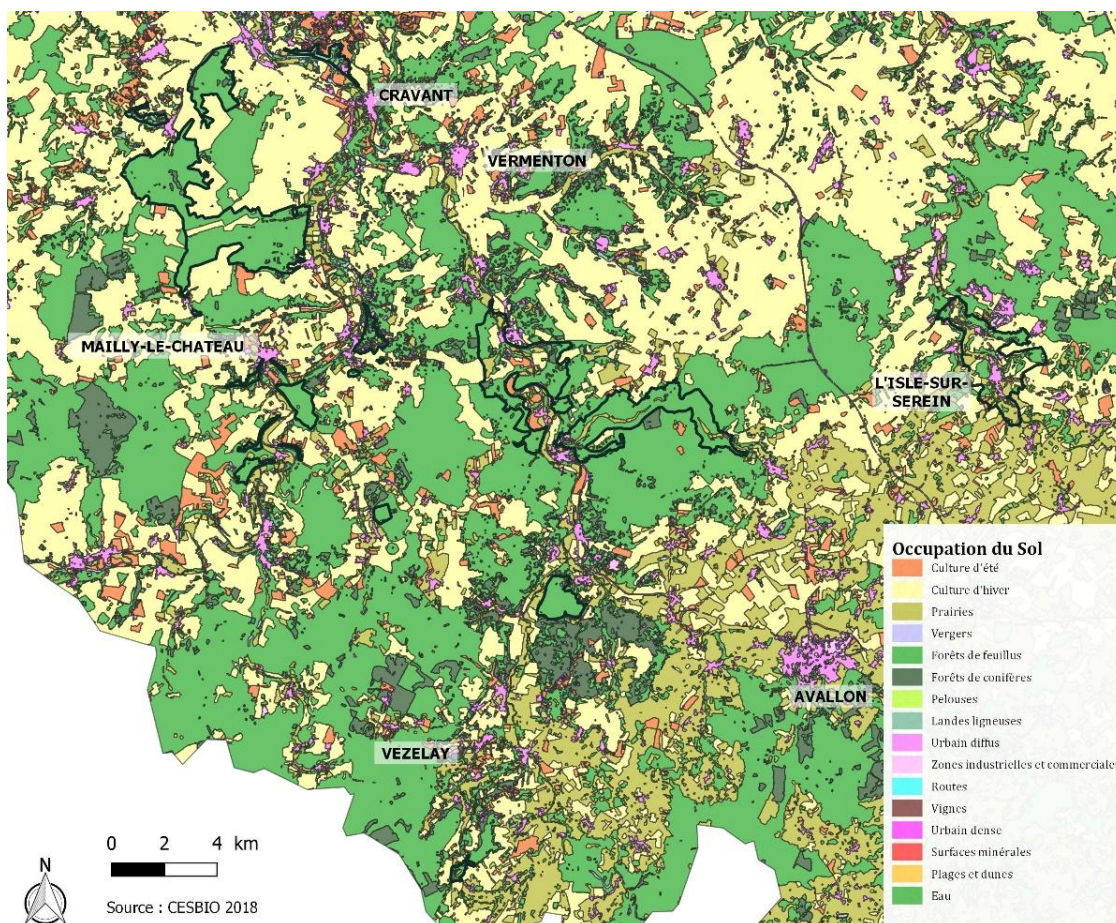 CRAVANT
VERMENTON
MAILLY-LE-CHATEAU
L'ISLE-SUR-
SEREIN
AVALLON
VEZELAY
Occupation du Sol
Culture d'été
Culture d'hiver
Prairies
Vergers
Forêts de feuillus
Forêts de conifères
Pelouses
Landes ligneuses
Urbain diffus
Zones industrielles et commerciales
Routes
Vignes
Urbain dense
Surfaces minérales
Plages et dunes
Eau
0 2 4 km
N
Source : CESBIO 2018